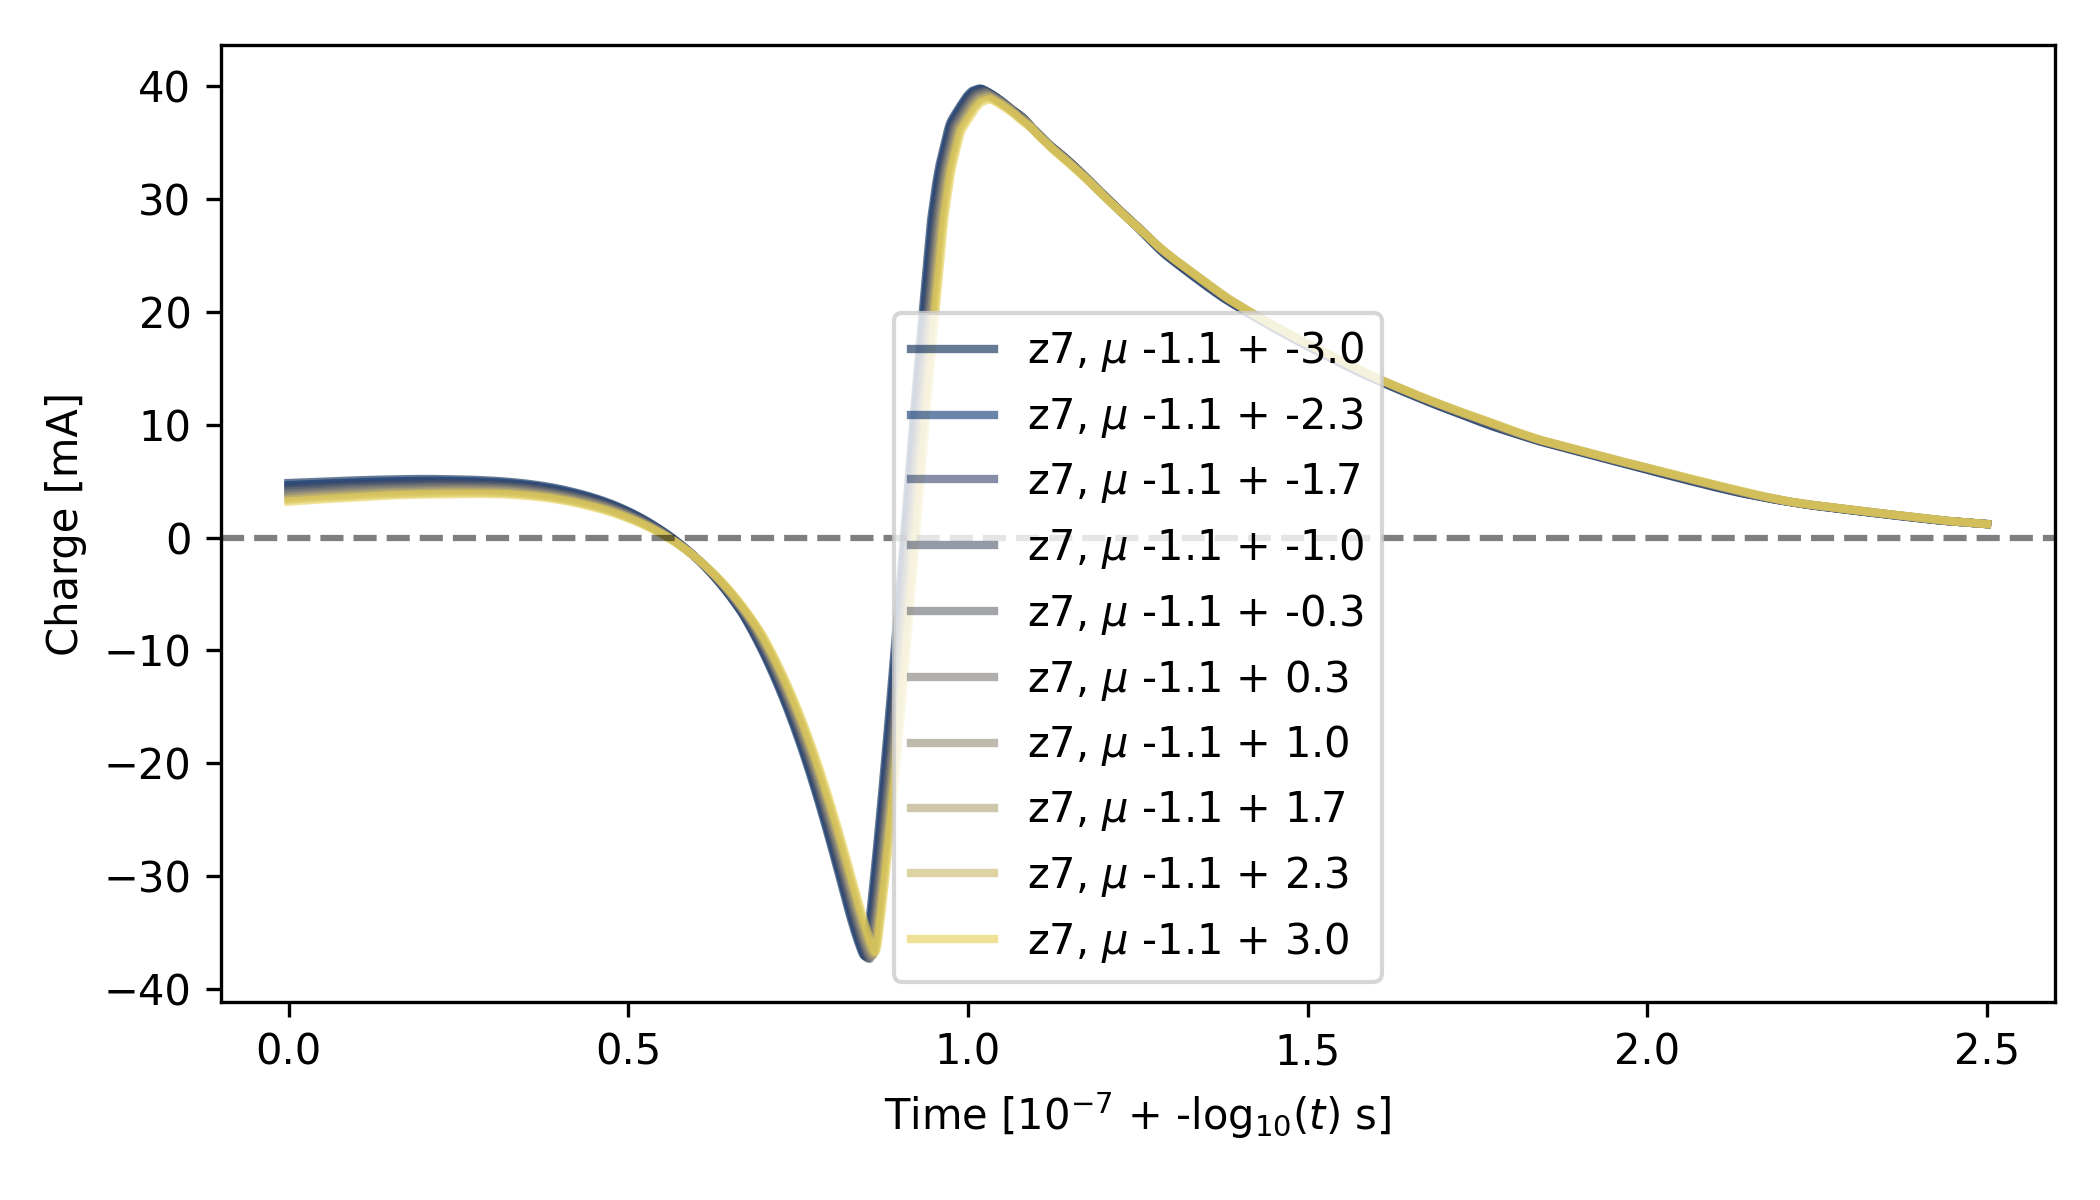 40
30
20
10
0
−10
−20
−30
−40
Charge [mA]
z7, μ -1.1 + -3.0
z7, μ -1.1 + -2.3
z7, μ -1.1 + -1.7
z7, μ -1.1 + -1.0
z7, μ -1.1 + -0.3
z7, μ -1.1 + 0.3
z7, μ -1.1 + 1.0
z7, μ -1.1 + 1.7
z7, μ -1.1 + 2.3
z7, μ -1.1 + 3.0
0.0 0.5 1.0 1.5 2.0 2.5
Time [10⁻⁷ + -log₁₀(t) s]